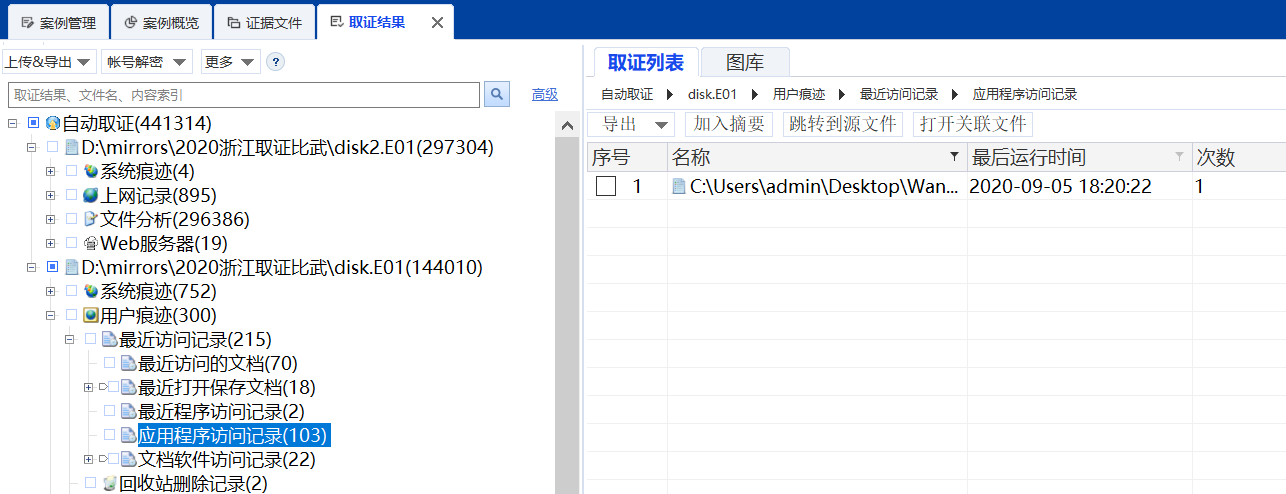 案例管理 案例概览 证据文件 取证结果
上传&导出 帐号解密 更多 ?
取证结果、文件名、内容索引 高级
自动取证(441314)
D:\mirrors\2020浙江取证比武\disk2.E01(297304)
系统痕迹(4)
上网记录(895)
文件分析(296386)
Web服务器(19)
D:\mirrors\2020浙江取证比武\disk.E01(144010)
系统痕迹(752)
用户痕迹(300)
最近访问记录(215)
最近访问的文档(70)
最近打开保存文档(18)
最近程序访问记录(2)
应用程序访问记录(103)
文档软件访问记录(22)
回收站删除记录(2)
取证列表 图库
自动取证 disk.E01 用户痕迹 最近访问记录 应用程序访问记录
导出 加入摘要 跳转到源文件 打开关联文件
序号 名称 最后运行时间 次数
1 C:\Users\admin\Desktop\Wan... 2020-09-05 18:20:22 1